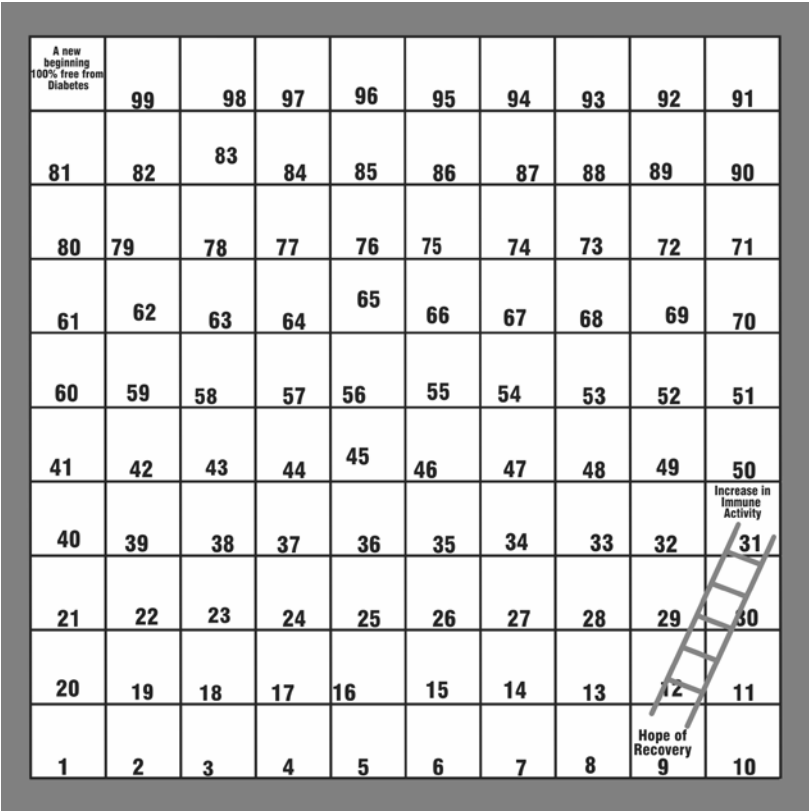 A new
beginning
100% free from
Diabetes
99 98 97 96 95 94 93 92 91
81 82 83 84 85 86 87 88 89 90
80 79 78 77 76 75 74 73 72 71
61 62 63 64 65 66 67 68 69 70
60 59 58 57 56 55 54 53 52 51
41 42 43 44 45 46 47 48 49 50
Increase in
Immune
Activity
40 39 38 37 36 35 34 33 32 31
21 22 23 24 25 26 27 28 29 30
20 19 18 17 16 15 14 13 12 11
Hope of
Recovery
1 2 3 4 5 6 7 8 9 10